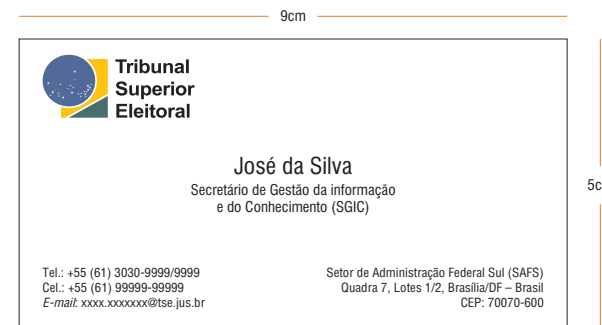 9cm
Tribunal
Superior
Eleitoral
José da Silva
Secretário de Gestão da informação
e do Conhecimento (SGIC)
5c
Tel.: +55 (61) 3030-9999/9999
Cel.: +55 (61) 99999-99999
E-mail: xxxx.xxxxxxx@tse.jus.br
Setor de Administração Federal Sul (SAFS)
Quadra 7, Lotes 1/2, Brasília/DF – Brasil
CEP: 70070-600